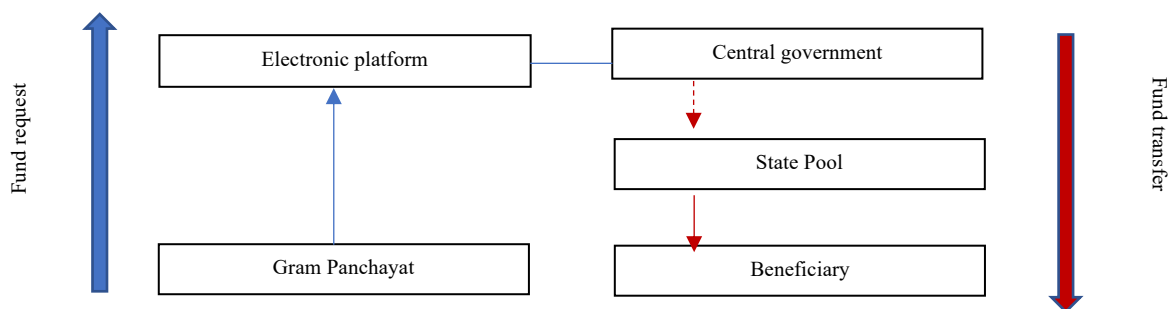 Fund request
Electronic platform
Central government
State Pool
Gram Panchayat
Beneficiary
Fund transfer